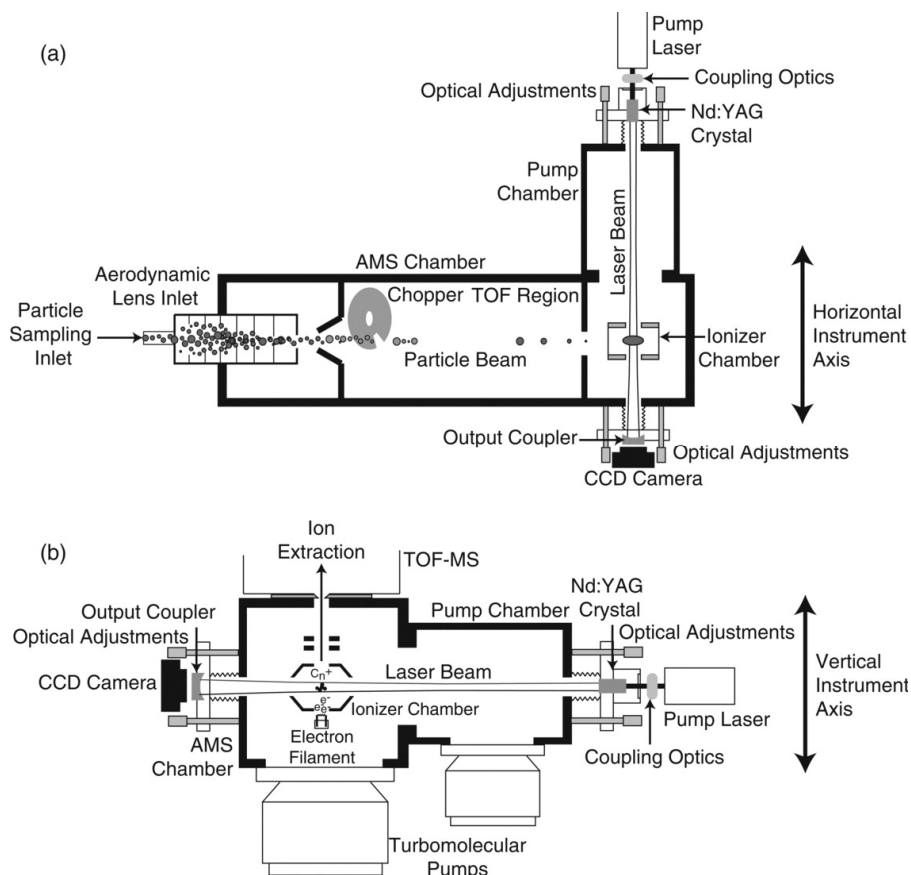 (a)
Pump
Laser
Coupling Optics
Optical Adjustments
Nd:YAG
Crystal
Pump
Chamber
Laser Beam
AMS Chamber
Aerodynamic
Lens Inlet
Chopper
TOF Region
Particle
Sampling
Inlet
Particle Beam
Ionizer
Chamber
Horizontal
Instrument
Axis
Output Coupler
Optical Adjustments
CCD Camera
(b)
Ion
Extraction
TOF-MS
Output Coupler
Optical Adjustments
Pump Chamber
Nd:YAG
Crystal
Optical Adjustments
CCD Camera
Cn+
Laser Beam
e-
e-
e-
Ionizer Chamber
Electron
Filament
AMS
Chamber
Pump Laser
Coupling Optics
Vertical
Instrument
Axis
Turbomolecular
Pumps